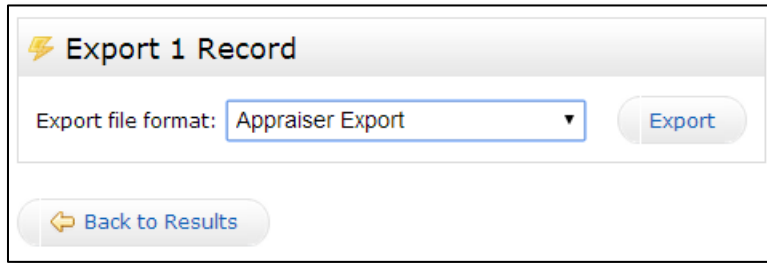 Export 1 Record
Export file format: Appraiser Export Export
Back to Results